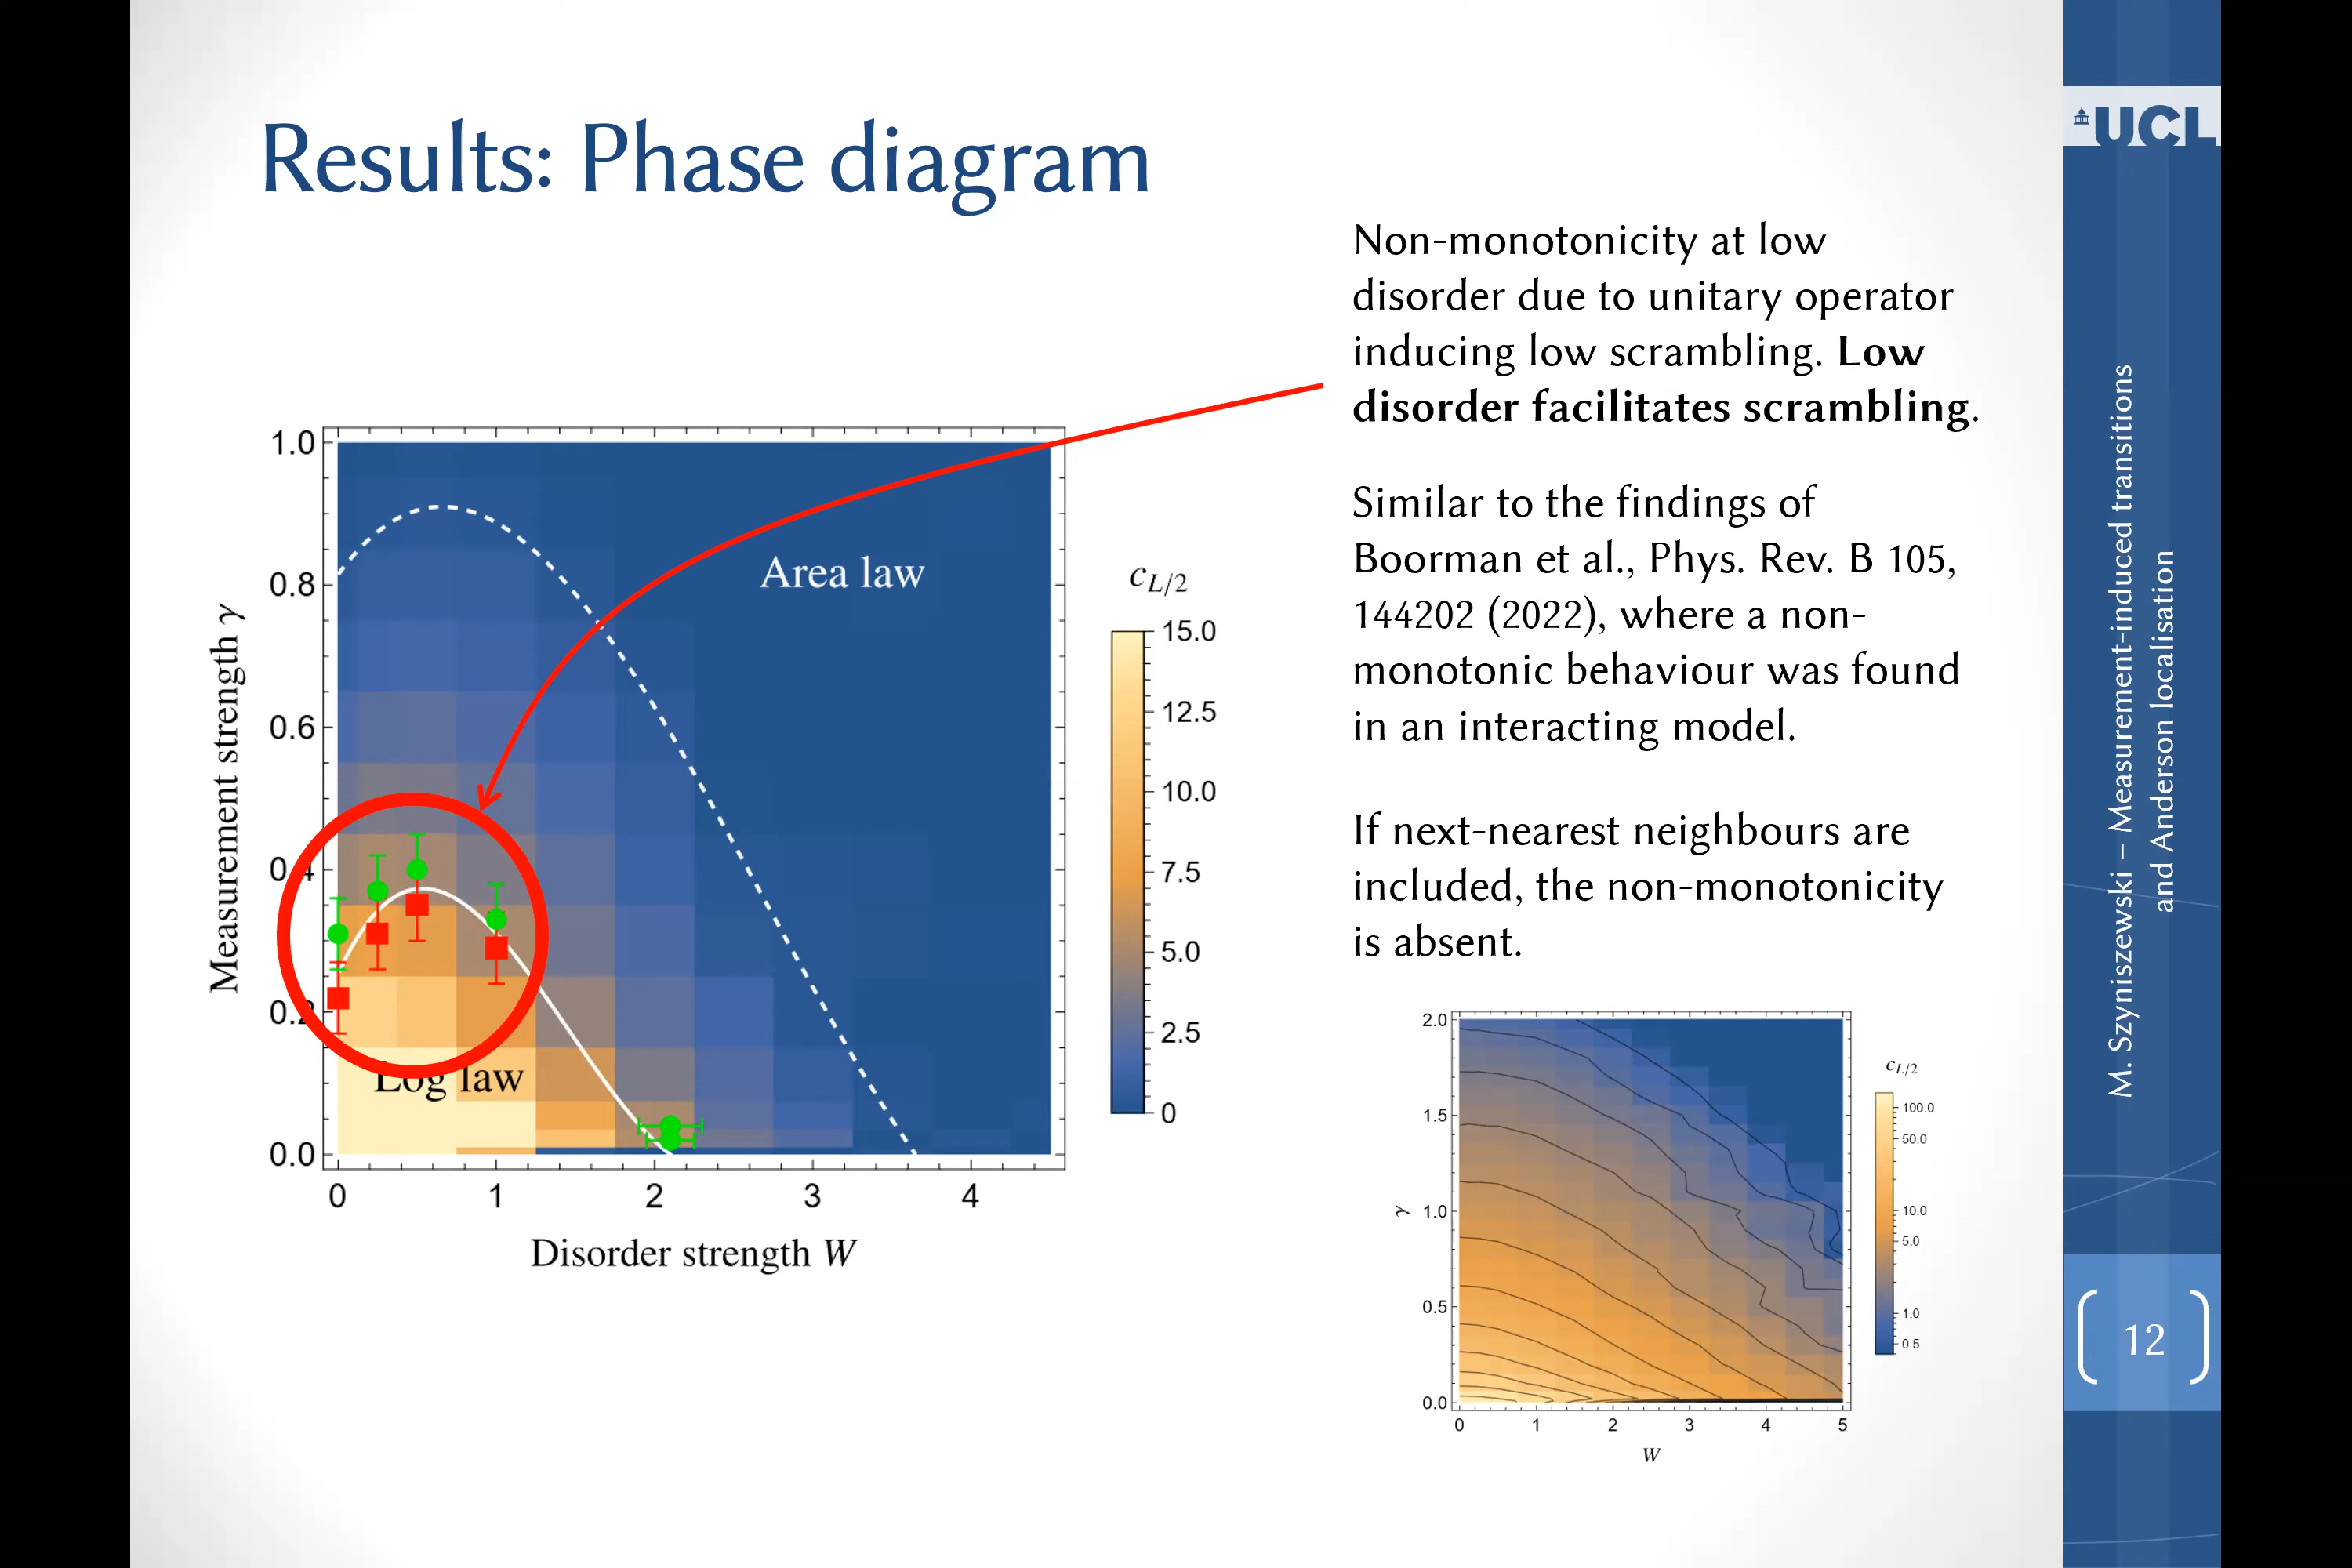 Results: Phase diagram
UCL
Non-monotonicity at low
disorder due to unitary operator
inducing low scrambling. Low
disorder facilitates scrambling.
Similar to the findings of
Boorman et al., Phys. Rev. B 105,
144202 (2022), where a non-
monotonic behaviour was found
in an interacting model.
If next-nearest neighbours are
included, the non-monotonicity
is absent.
Measurement strength γ
1.0
0.8
0.6
0.4
0.2
0.0
Area law
Log law
0 1 2 3 4
Disorder strength W
c_{L/2}
15.0
12.5
10.0
7.5
5.0
2.5
0
γ
2.0
1.5
1.0
0.5
0.0
0 1 2 3 4 5
W
c_{L/2}
100.0
50.0
10.0
5.0
1.0
0.5
M. Szyniszewski – Measurement-induced transitions
and Anderson localisation
12